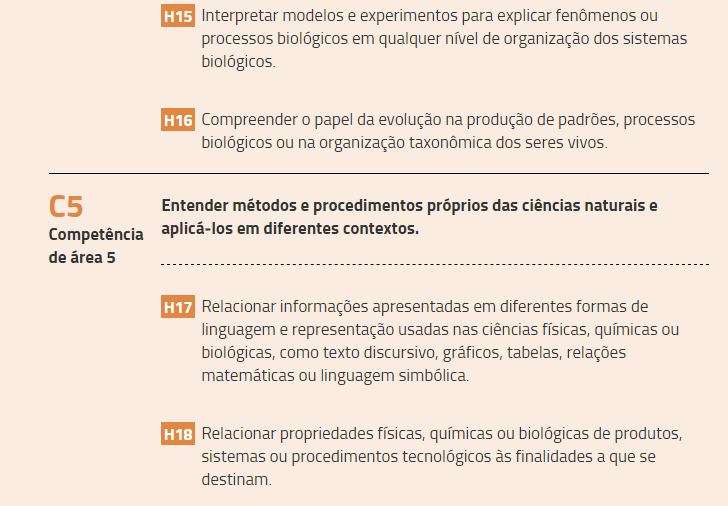 H15 Interpretar modelos e experimentos para explicar fenômenos ou
processos biológicos em qualquer nível de organização dos sistemas
biológicos.
H16 Compreender o papel da evolução na produção de padrões, processos
biológicos ou na organização taxonômica dos seres vivos.
C5
Competência
de área 5
Entender métodos e procedimentos próprios das ciências naturais e
aplicá-los em diferentes contextos.
H17 Relacionar informações apresentadas em diferentes formas de
linguagem e representação usadas nas ciências físicas, químicas ou
biológicas, como texto discursivo, gráficos, tabelas, relações
matemáticas ou linguagem simbólica.
H18 Relacionar propriedades físicas, químicas ou biológicas de produtos,
sistemas ou procedimentos tecnológicos às finalidades a que se
destinam.